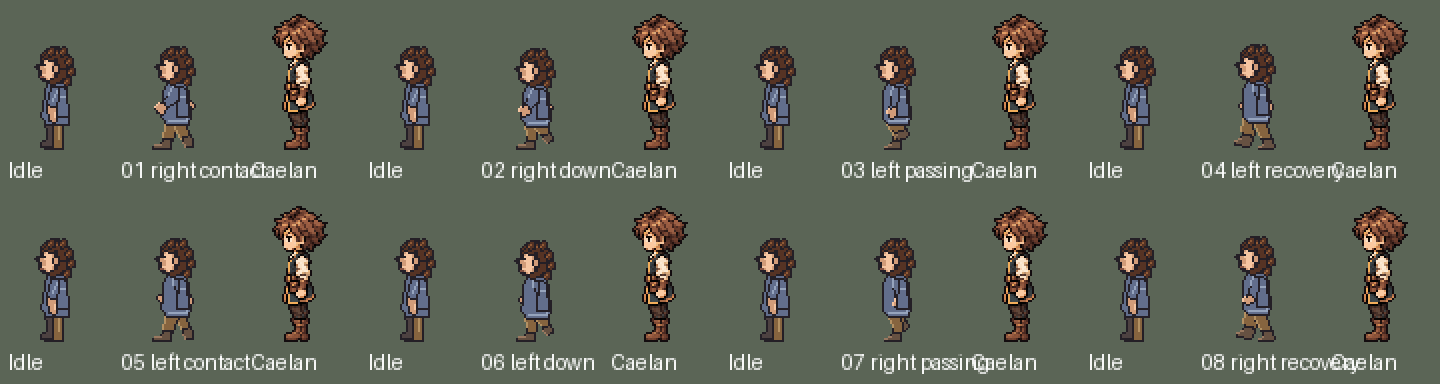 Idle 01 right contact Caelan Idle 02 right down Caelan Idle 03 left passing Caelan Idle 04 left recovery Caelan
Idle 05 left contact Caelan Idle 06 left down Caelan Idle 07 right passing Caelan Idle 08 right recovery Caelan